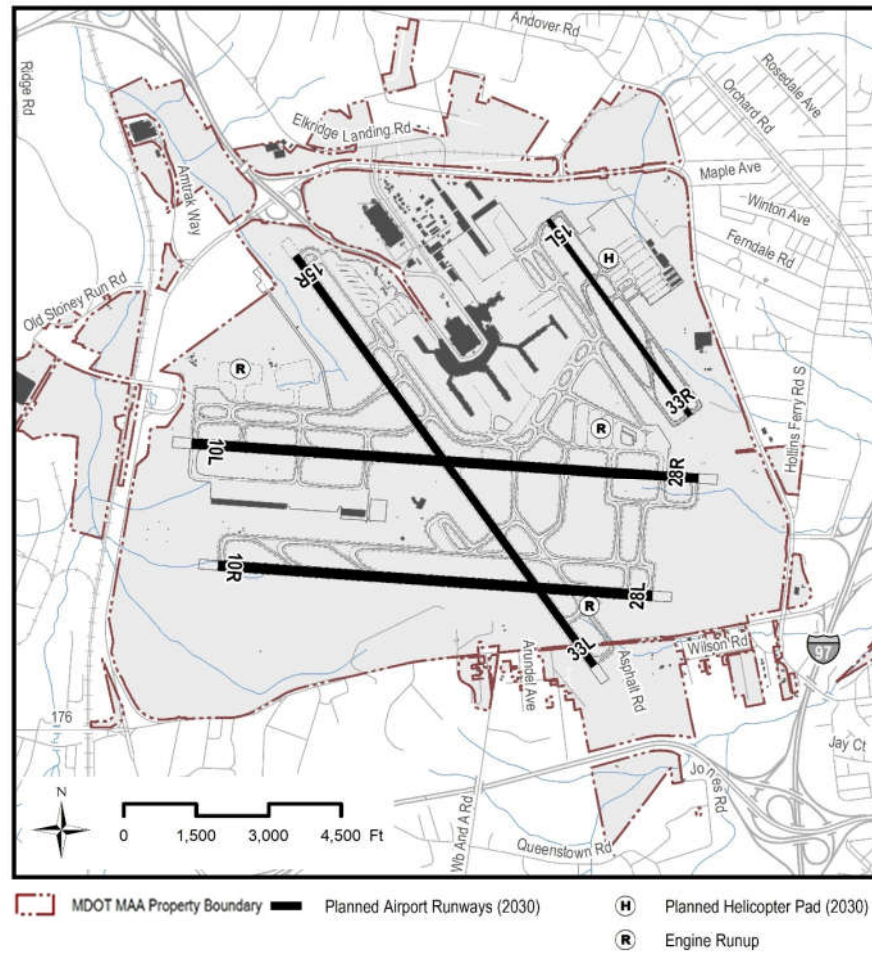 Andover Rd
Ridge Rd
Rosedale Ave
Orchard Rd
Elkridge Landing Rd
Maple Ave
Amtrak Way
Winton Ave
Ferndale Rd
15L
H
15R
Old Stoney Run Rd
R
33R
R
Hollins Ferry Rd S
10L
28R
10R
28L
R
33L
Wilson Rd
97
Arunder Ave
Asphalt Rd
176
Jay Ct
Jones Rd
N
0 1,500 3,000 4,500 Ft
Wb And A Rd
Queenstown Rd
MDOT MAA Property Boundary
Planned Airport Runways (2030)
H Planned Helicopter Pad (2030)
R Engine Runup